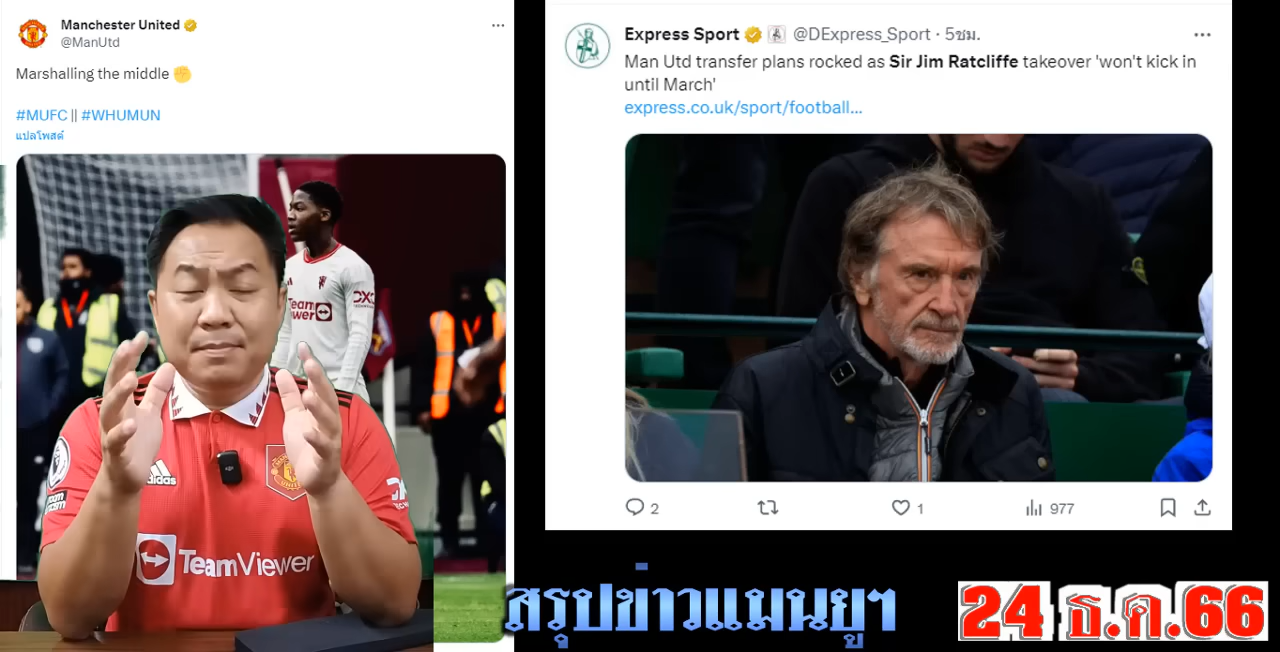 Manchester United
@ManUtd
Marshalling the middle ✊
#MUFC || #WHUMUN
แปลโพสต์
TeamViewer
adidas
Express Sport @DExpress_Sport · 5ชม.
Man Utd transfer plans rocked as Sir Jim Ratcliffe takeover 'won't kick in
until March'
express.co.uk/sport/football...
2
1
977
สรุปข่าวแมนยูฯ
24 ธ.ค.66